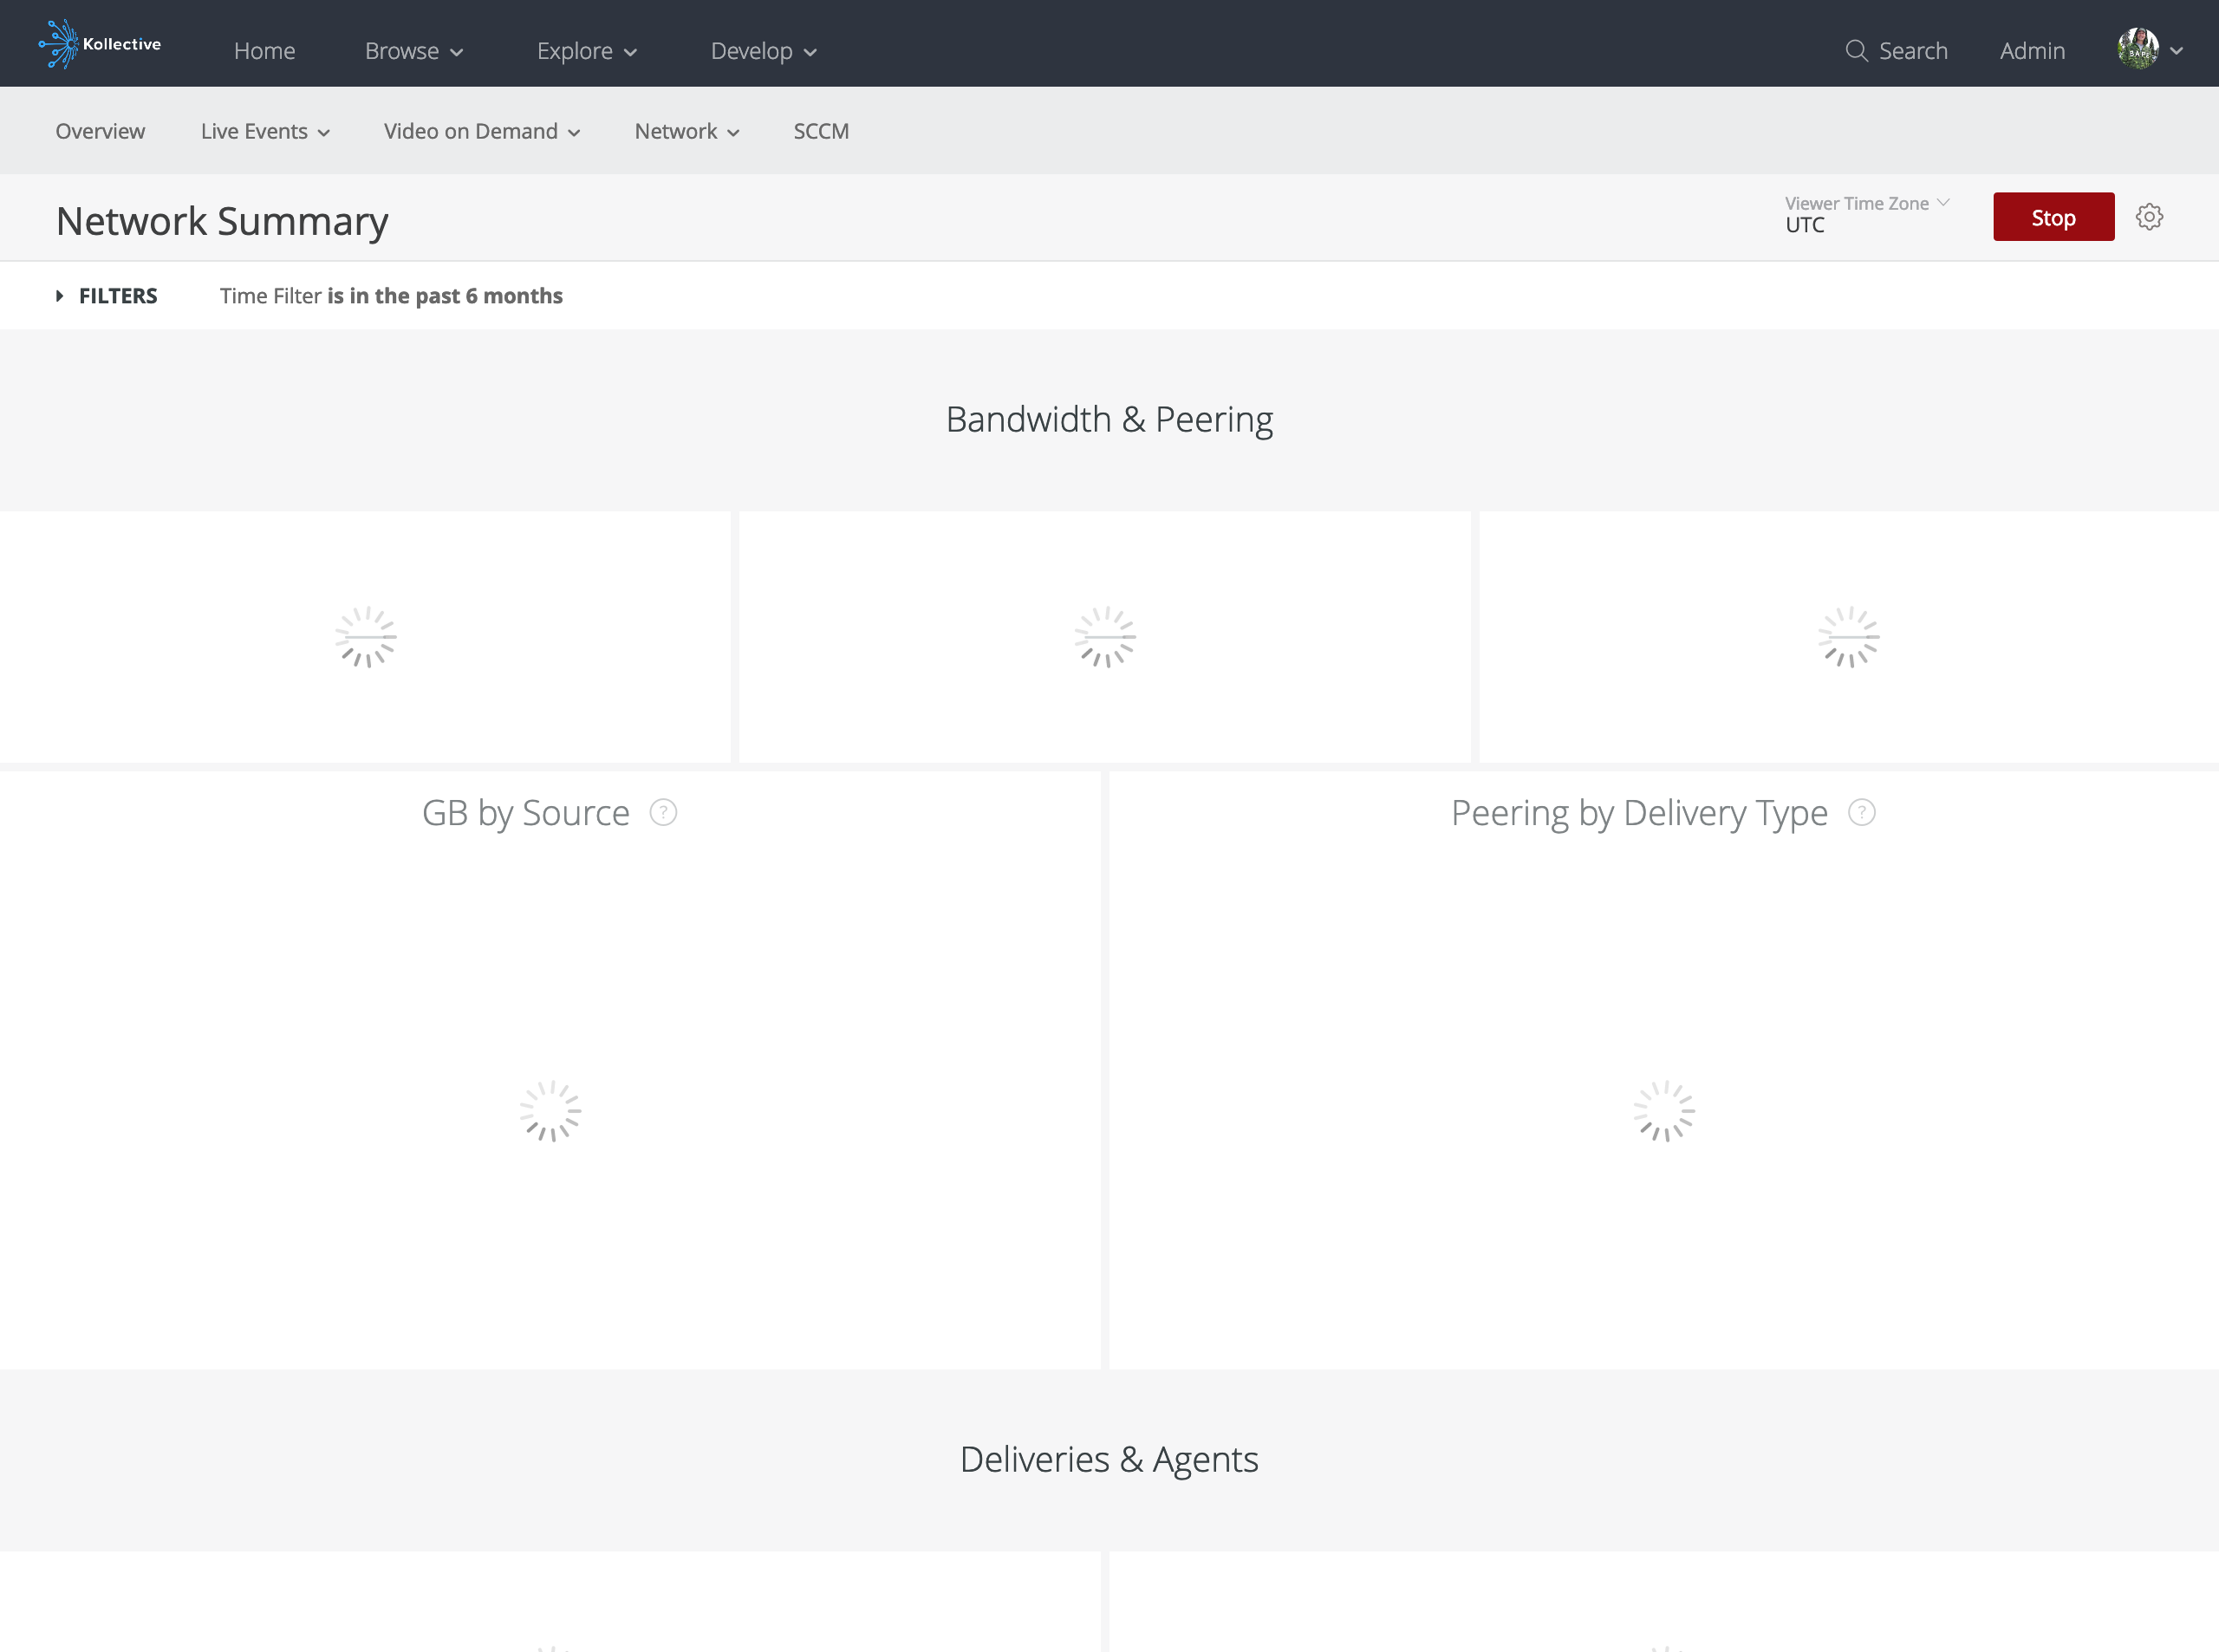 Kollective
Home
Browse
Explore
Develop
Search
Admin
Overview
Live Events
Video on Demand
Network
SCCM
Network Summary
Viewer Time Zone
UTC
Stop
FILTERS
Time Filter is in the past 6 months
Bandwidth & Peering
GB by Source ?
Peering by Delivery Type ?
Deliveries & Agents